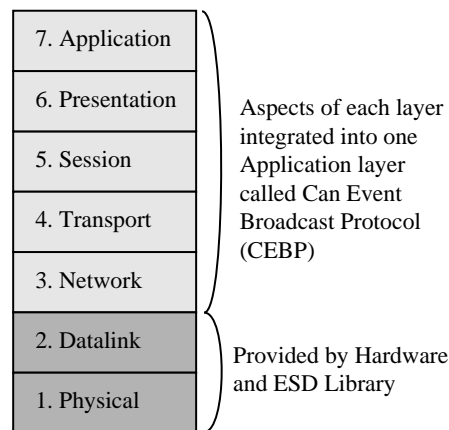 7. Application
6. Presentation
5. Session
4. Transport
3. Network
2. Datalink
1. Physical
Aspects of each layer
integrated into one
Application layer
called Can Event
Broadcast Protocol
(CEBP)
Provided by Hardware
and ESD Library